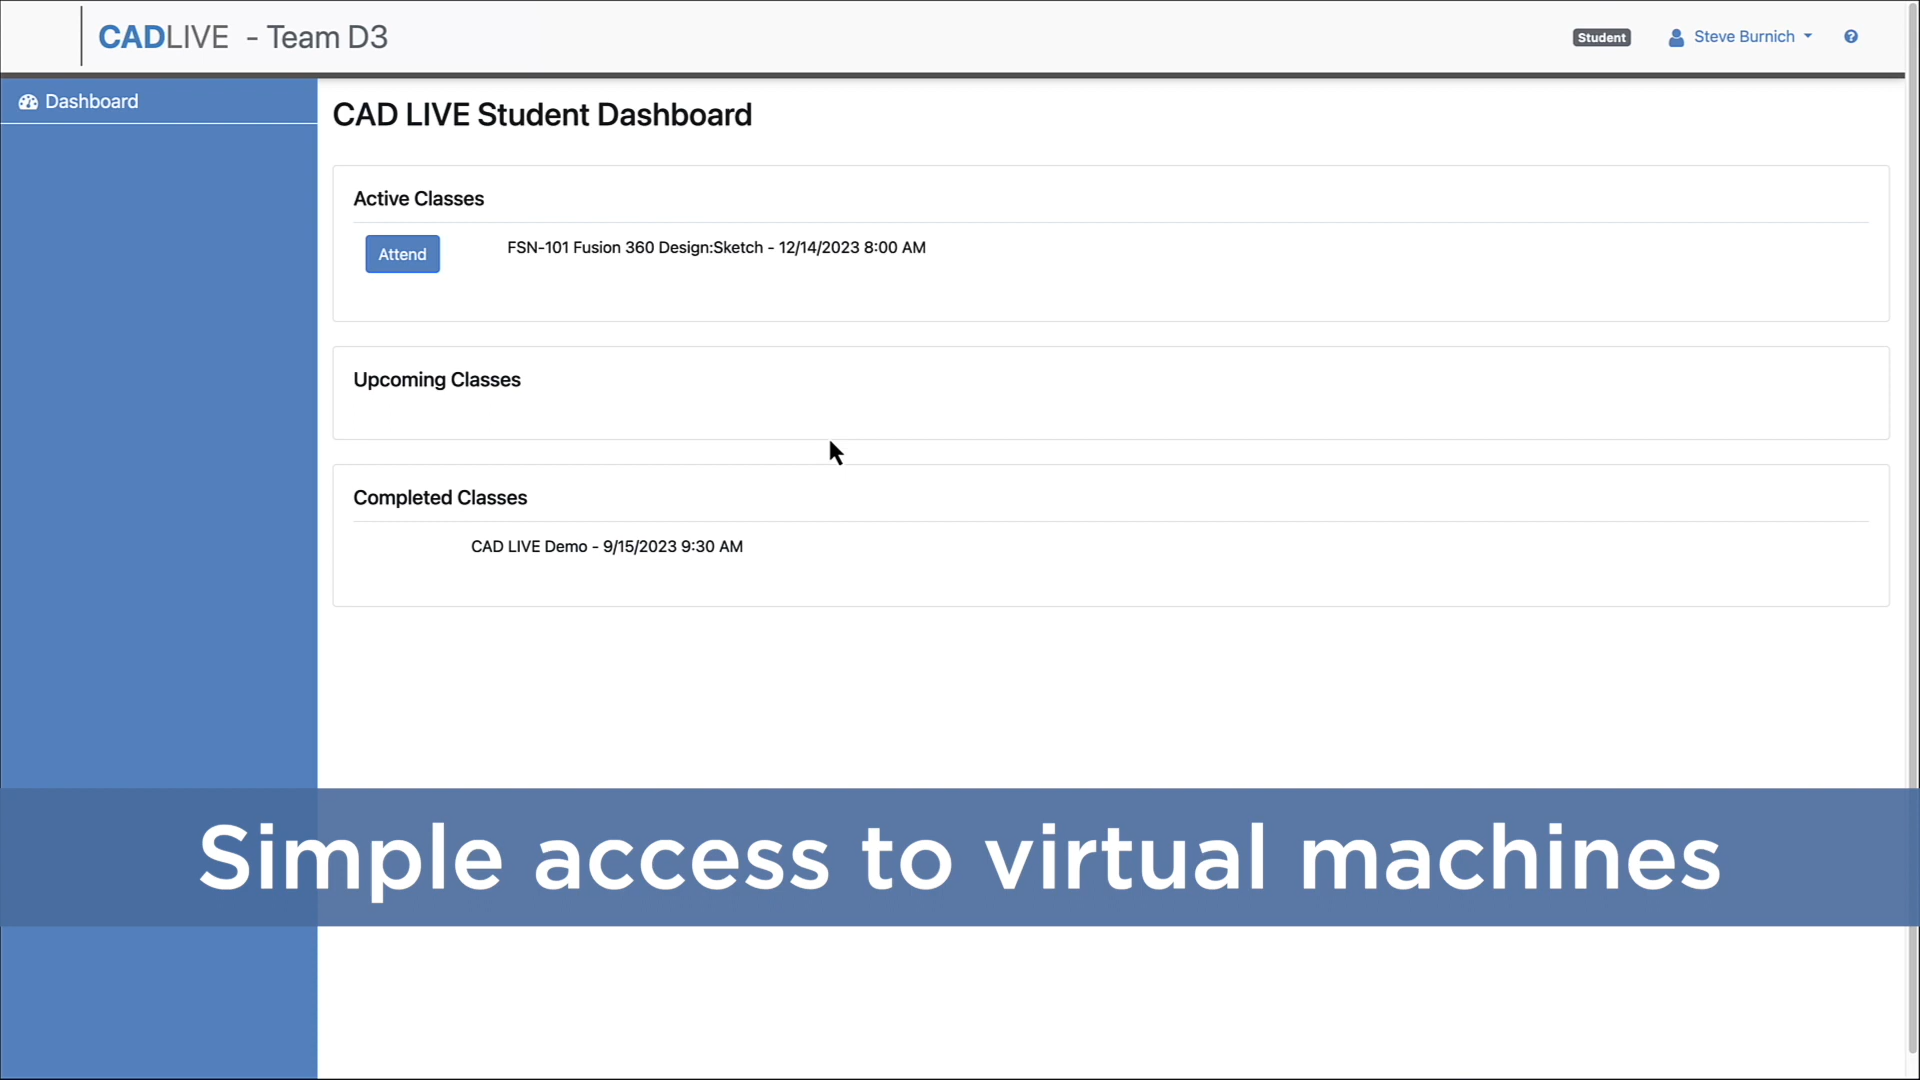 CADLIVE - Team D3
Student
Steve Burnich
Dashboard
CAD LIVE Student Dashboard
Active Classes
Attend
FSN-101 Fusion 360 Design:Sketch - 12/14/2023 8:00 AM
Upcoming Classes
Completed Classes
CAD LIVE Demo - 9/15/2023 9:30 AM
Simple access to virtual machines